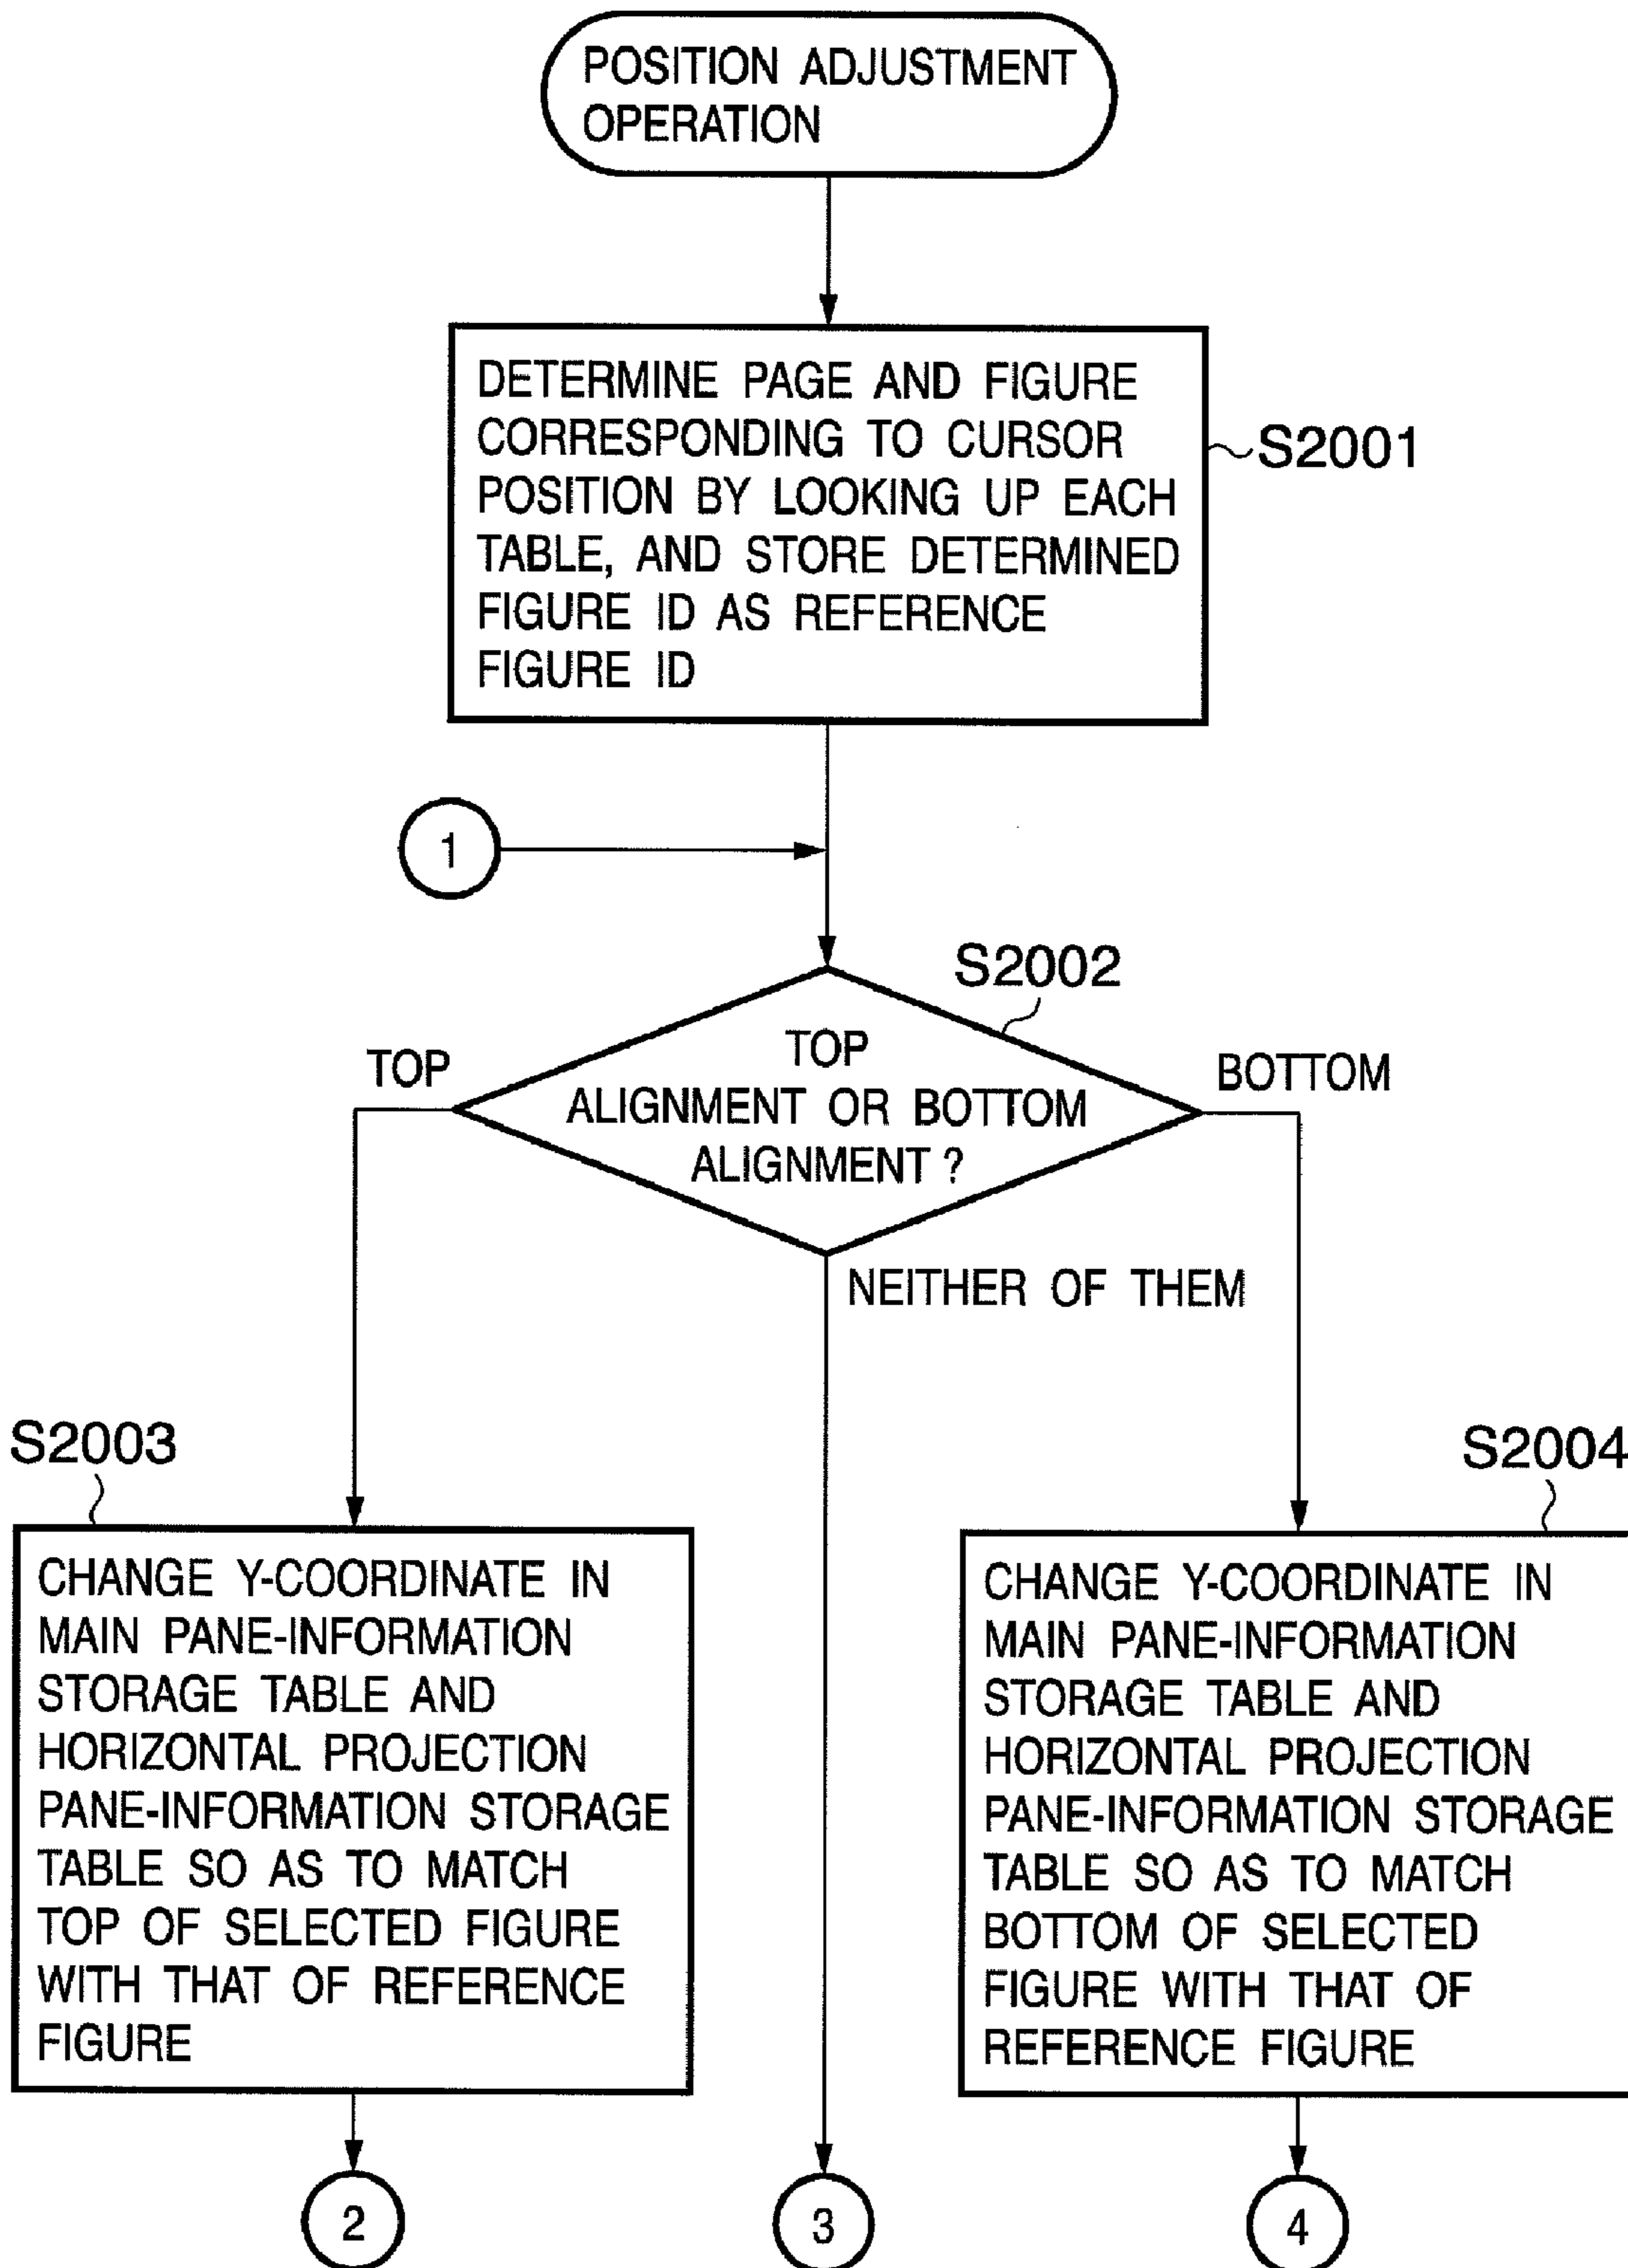 POSITION ADJUSTMENT
OPERATION
DETERMINE PAGE AND FIGURE
CORRESPONDING TO CURSOR
POSITION BY LOOKING UP EACH
TABLE, AND STORE DETERMINED
FIGURE ID AS REFERENCE
FIGURE ID
S2001
1
S2002
TOP
ALIGNMENT OR BOTTOM
ALIGNMENT ?
TOP
BOTTOM
NEITHER OF THEM
S2003
CHANGE Y-COORDINATE IN
MAIN PANE-INFORMATION
STORAGE TABLE AND
HORIZONTAL PROJECTION
PANE-INFORMATION STORAGE
TABLE SO AS TO MATCH
TOP OF SELECTED FIGURE
WITH THAT OF REFERENCE
FIGURE
S2004
CHANGE Y-COORDINATE IN
MAIN PANE-INFORMATION
STORAGE TABLE AND
HORIZONTAL PROJECTION
PANE-INFORMATION STORAGE
TABLE SO AS TO MATCH
BOTTOM OF SELECTED
FIGURE WITH THAT OF
REFERENCE FIGURE
2
3
4